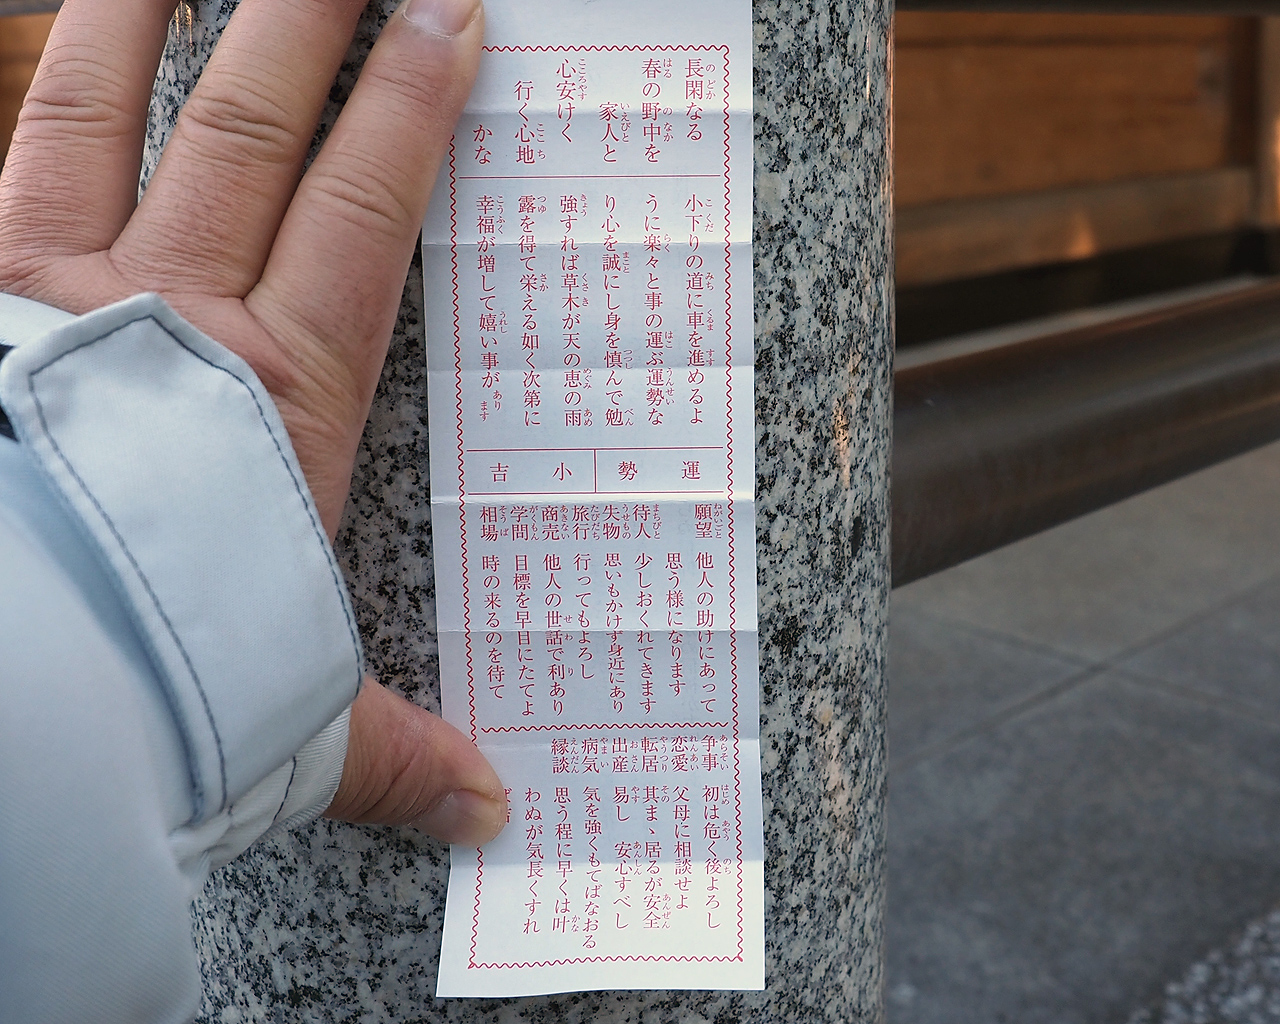 長閑なる
春の野中を
家人と
心安けく
行く心地
かな
小下りの道に車を進めるよ
うに楽々と事の運ぶ運勢な
り心を誠にし身を慎んで勉
強すれば草木が天の恵の雨
露を得て栄える如く次第に
幸福が増して嬉い事があります
運勢 小吉
願望 他人の助けにあって
思う様になります
待人 少しおくれてきます
失物 思いもかけず身近にあり
旅行 行ってもよろし
商売 他人の世話で利あり
学問 目標を早目にたてよ
相場 時の来るのを待て
争事 初は危く後よろし
恋愛 父母に相談せよ
転居 其まゝ居るが安全
出産 易し 安心すべし
病気 気を強くもてばなおる
縁談 思う程に早くは叶
わぬが気長くすれ